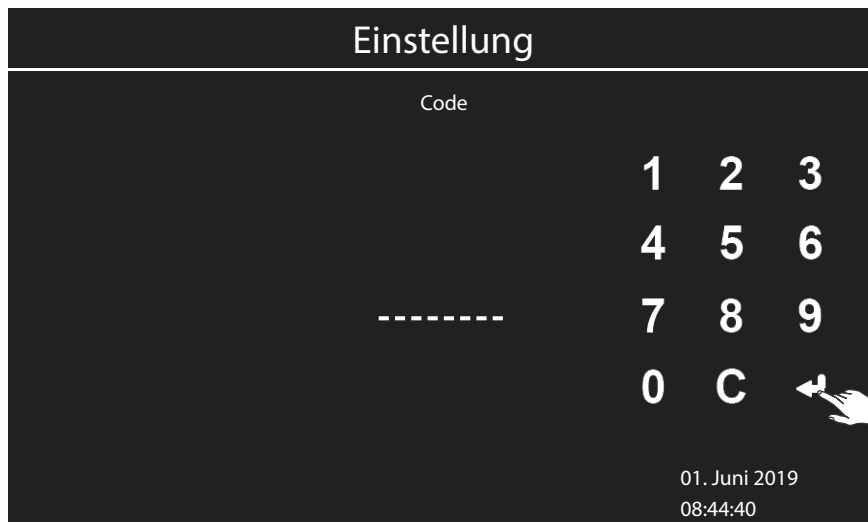 Einstellung
Code
1 2 3
4 5 6
--------
7 8 9
0 C
01. Juni 2019
08:44:40